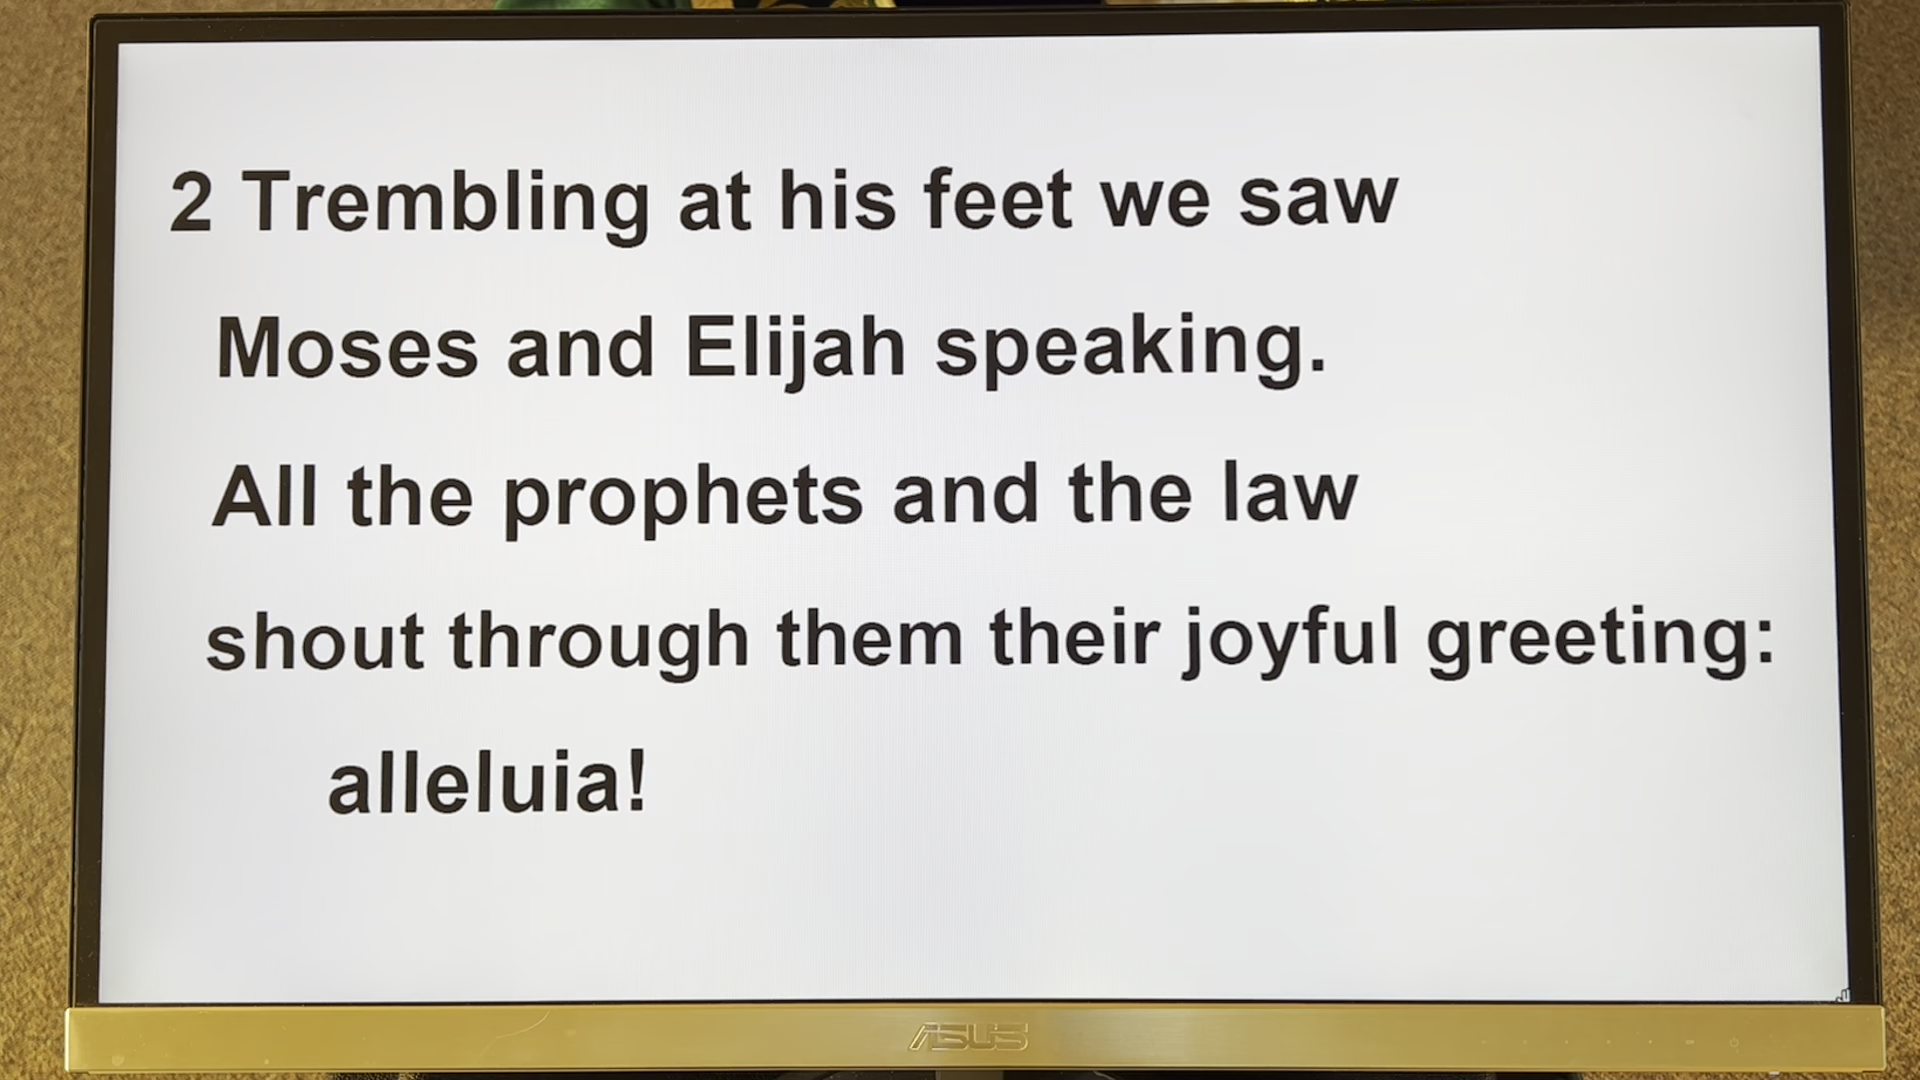 2 Trembling at his feet we saw
Moses and Elijah speaking.
All the prophets and the law
shout through them their joyful greeting:
alleluia!
ASUS